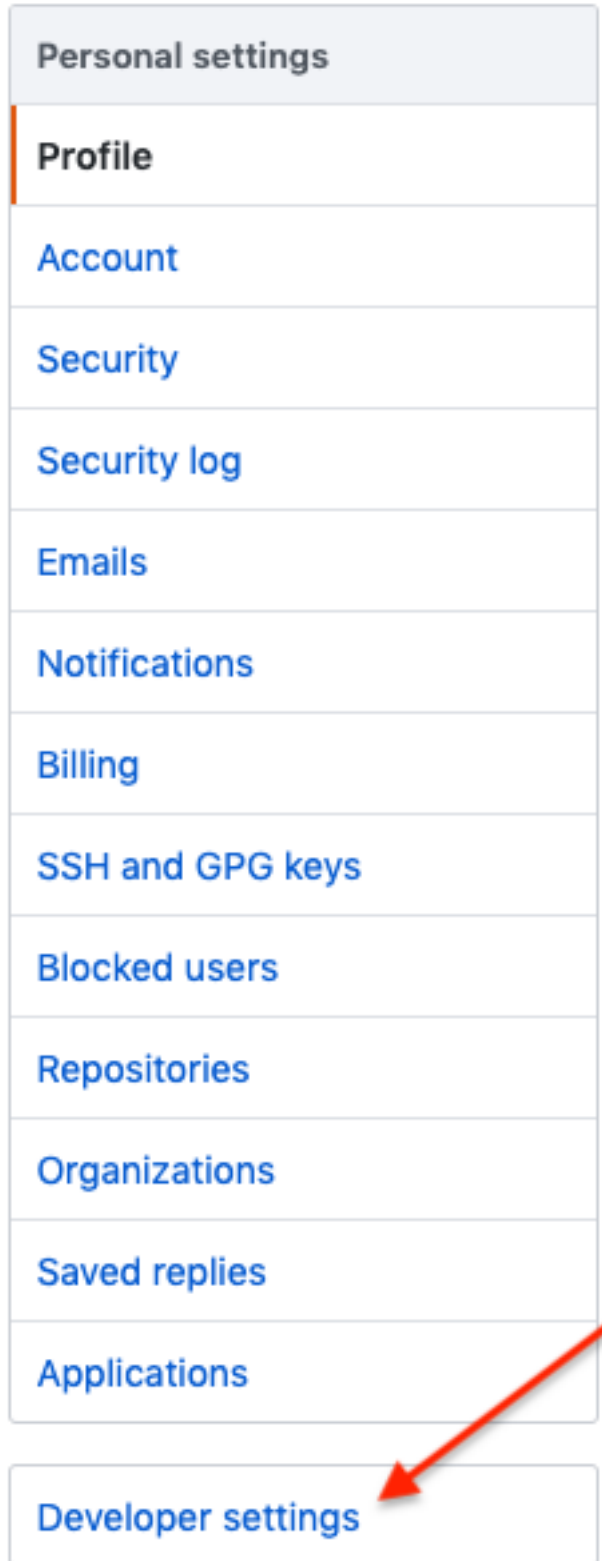 Personal settings
Profile
Account
Security
Security log
Emails
Notifications
Billing
SSH and GPG keys
Blocked users
Repositories
Organizations
Saved replies
Applications
Developer settings